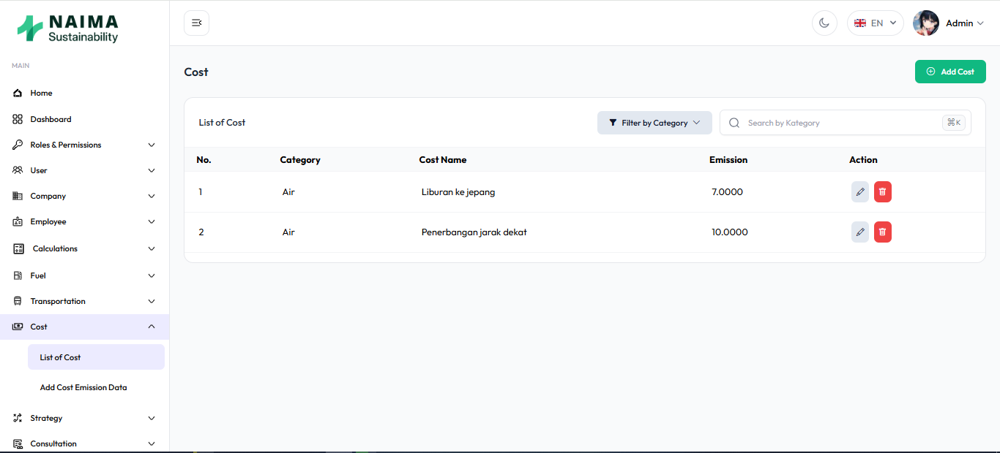 NAIMA
Sustainability
EN
Admin
MAIN
Home
Dashboard
Roles & Permissions
User
Company
Employee
Calculations
Fuel
Transportation
Cost
List of Cost
Add Cost Emission Data
Strategy
Consultation
Cost
Add Cost
List of Cost
Filter by Category
Search by Kategory
⌘K
No. Category Cost Name Emission Action
1 Air Liburan ke jepang 7.0000
2 Air Penerbangan jarak dekat 10.0000